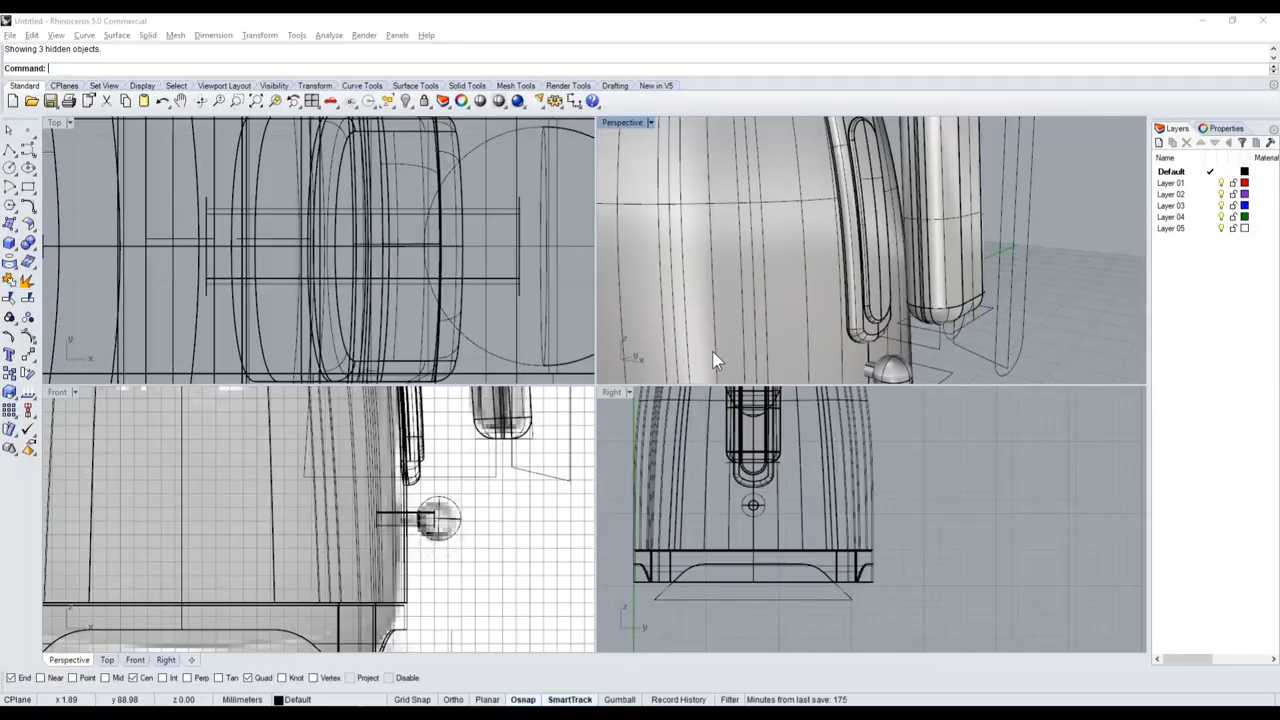 Untitled - Rhinoceros 5.0 Commercial
File Edit View Curve Surface Solid Mesh Dimension Transform Tools Analyze Render Panels Help
Showing 3 hidden objects.
Command:
Standard CPlanes Set View Display Select Viewport Layout Visibility Transform Curve Tools Surface Tools Solid Tools Mesh Tools Render Tools Drafting New in V5
Top Perspective
Layers Properties
Name Material
Default
Layer 01
Layer 02
Layer 03
Layer 04
Layer 05
y x z y x
Front Right
z x z y
Perspective Top Front Right
End Near Point Mid Cen Int Perp Tan Quad Knot Vertex Project Disable
CPlane x 1.89 y 88.98 z 0.00 Millimeters Default Grid Snap Ortho Planar Osnap SmartTrack Gumball Record History Filter Minutes from last save: 175